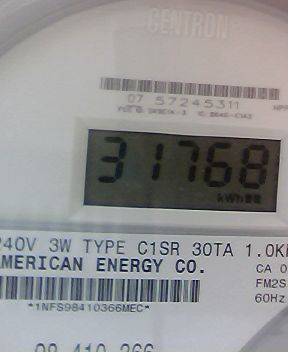 CENTRON
07 57245311
31768
kWh
240V 3W TYPE C1SR 30TA 1.0K
AMERICAN ENERGY CO.
CA 0
FM2S
60Hz
*1NFS98410366MEC*
98 410 366